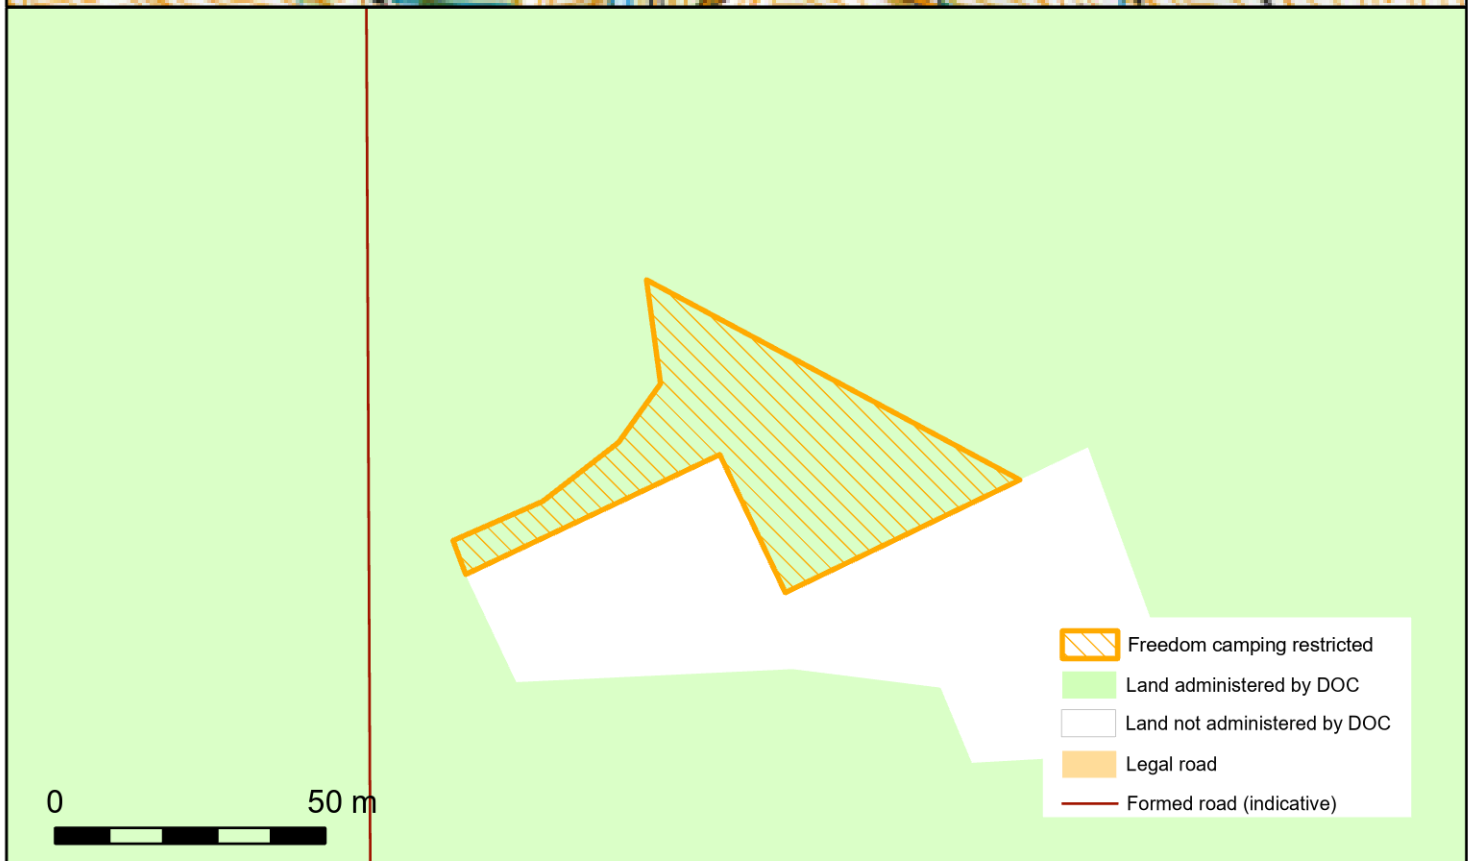 Freedom camping restricted
Land administered by DOC
Land not administered by DOC
Legal road
Formed road (indicative)
0 50 m